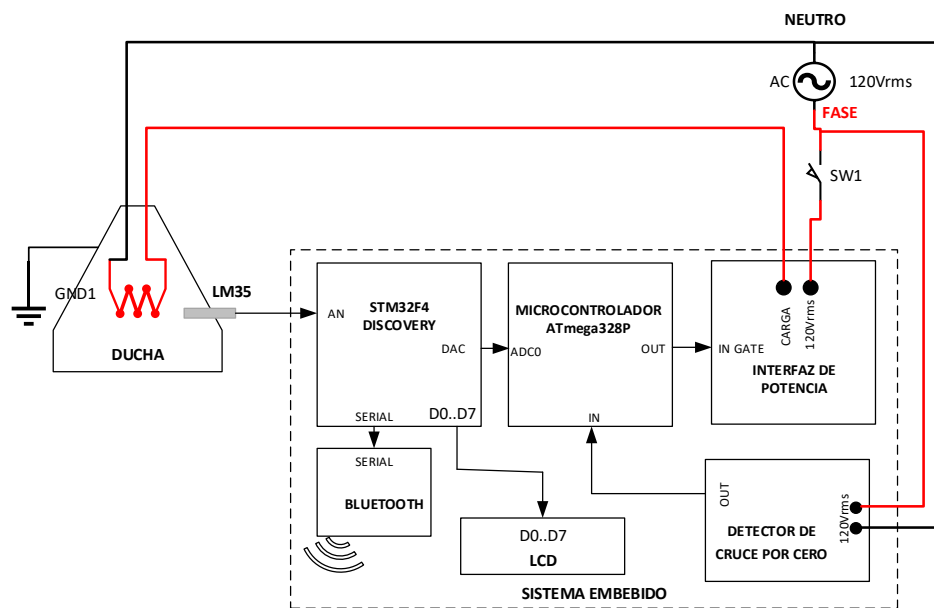 NEUTRO
AC
120Vrms
FASE
SW1
GND1
LM35
DUCHA
AN
STM32F4
DISCOVERY
DAC
SERIAL
D0..D7
MICROCONTROLADOR
ATmega328P
ADC0
OUT
IN
CARGA
120Vrms
IN GATE
INTERFAZ DE
POTENCIA
SERIAL
BLUETOOTH
D0..D7
LCD
OUT
120Vrms
DETECTOR DE
CRUCE POR CERO
SISTEMA EMBEBIDO